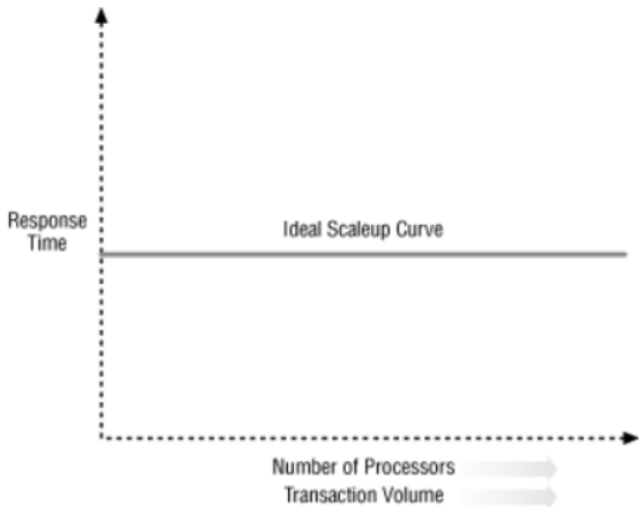 Response
Time
Ideal Scaleup Curve
Number of Processors
Transaction Volume